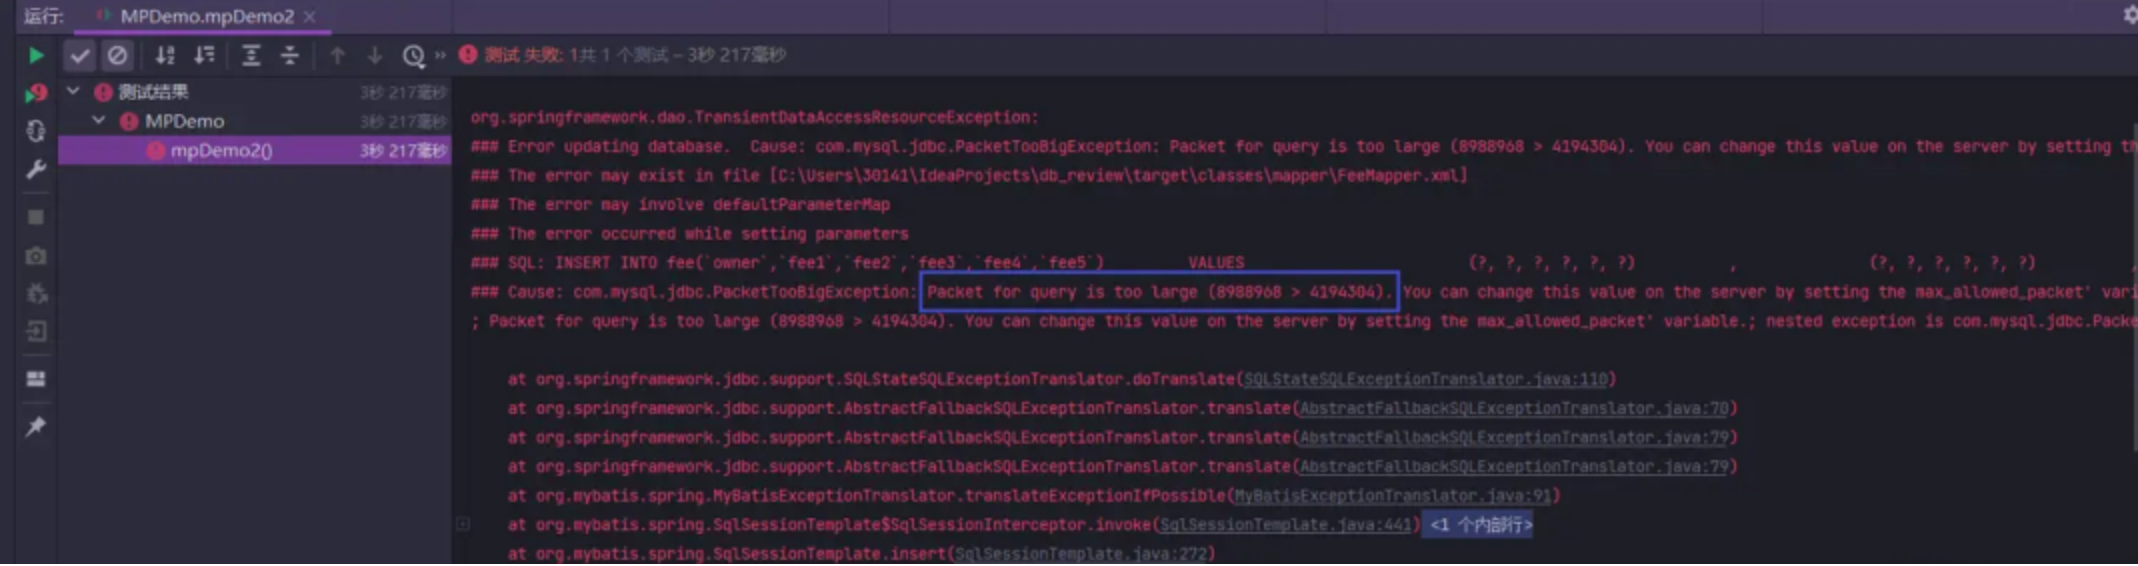 运行: MPDemo.mpDemo2 ×
测试 失败: 1共 1 个测试 – 3秒 217毫秒
测试结果 3秒 217毫秒
MPDemo 3秒 217毫秒
mpDemo2() 3秒 217毫秒
org.springframework.dao.TransientDataAccessResourceException:
### Error updating database.  Cause: com.mysql.jdbc.PacketTooBigException: Packet for query is too large (8988968 > 4194304). You can change this value on the server by setting th
### The error may exist in file [C:\Users\30141\IdeaProjects\db_review\target\classes\mapper\FeeMapper.xml]
### The error may involve defaultParameterMap
### The error occurred while setting parameters
### SQL: INSERT INTO fee(`owner`,`fee1`,`fee2`,`fee3`,`fee4`,`fee5`) VALUES (?, ?, ?, ?, ?, ?) , (?, ?, ?, ?, ?, ?) ,
### Cause: com.mysql.jdbc.PacketTooBigException: Packet for query is too large (8988968 > 4194304). You can change this value on the server by setting the max_allowed_packet' vari
; Packet for query is too large (8988968 > 4194304). You can change this value on the server by setting the max_allowed_packet' variable.; nested exception is com.mysql.jdbc.Packe
at org.springframework.jdbc.support.SQLStateSQLExceptionTranslator.doTranslate(SQLStateSQLExceptionTranslator.java:110)
at org.springframework.jdbc.support.AbstractFallbackSQLExceptionTranslator.translate(AbstractFallbackSQLExceptionTranslator.java:70)
at org.springframework.jdbc.support.AbstractFallbackSQLExceptionTranslator.translate(AbstractFallbackSQLExceptionTranslator.java:79)
at org.springframework.jdbc.support.AbstractFallbackSQLExceptionTranslator.translate(AbstractFallbackSQLExceptionTranslator.java:79)
at org.mybatis.spring.MyBatisExceptionTranslator.translateExceptionIfPossible(MyBatisExceptionTranslator.java:91)
at org.mybatis.spring.SqlSessionTemplate$SqlSessionInterceptor.invoke(SqlSessionTemplate.java:441) <1 个内部行>
at org.mybatis.spring.SqlSessionTemplate.insert(SqlSessionTemplate.java:272)